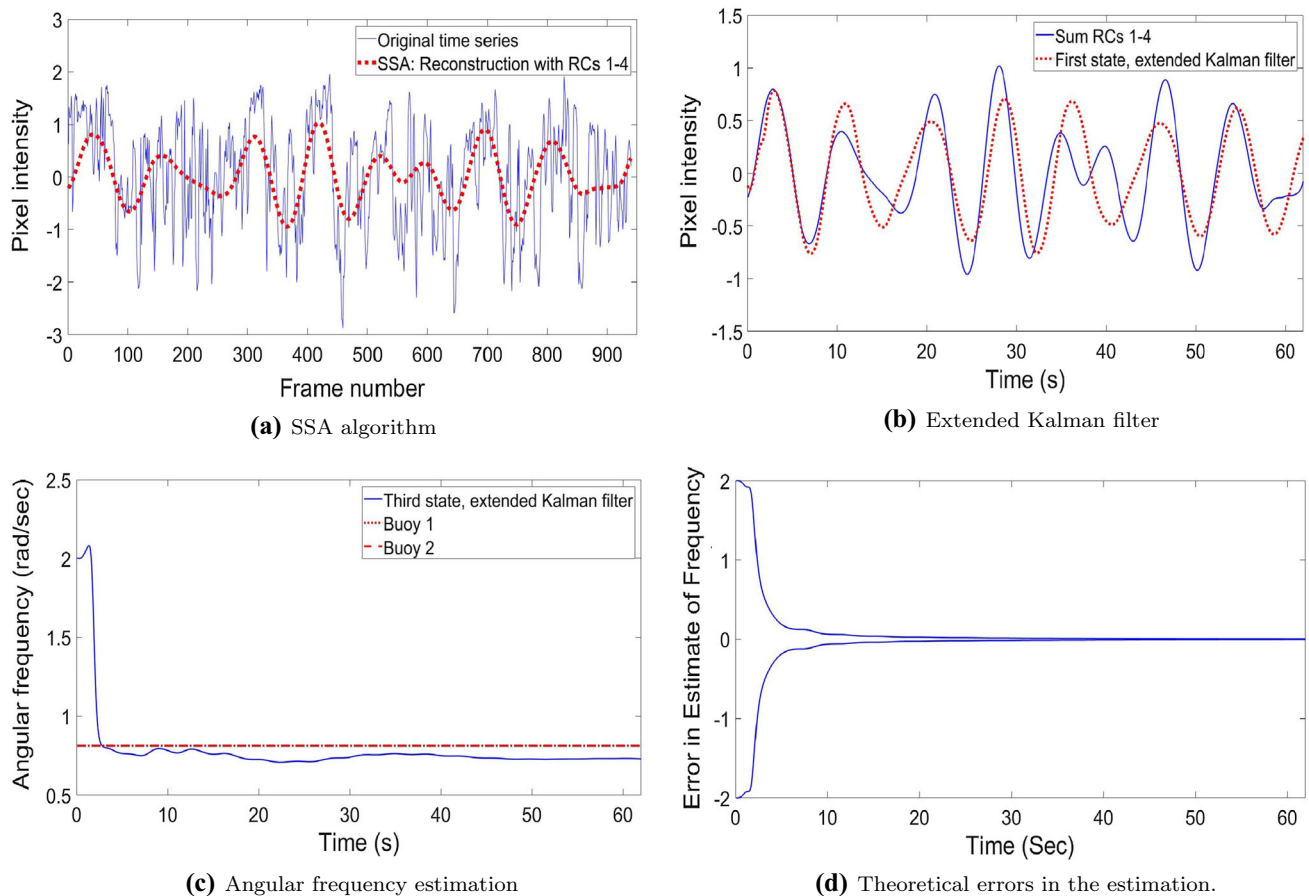 3
2
1
0
-1
-2
-3
Pixel intensity
Original time series
SSA: Reconstruction with RCs 1-4
0 100 200 300 400 500 600 700 800 900
Frame number
(a) SSA algorithm
1.5
1
0.5
0
-0.5
-1
-1.5
Pixel intensity
Sum RCs 1-4
First state, extended Kalman filter
0 10 20 30 40 50 60
Time (s)
(b) Extended Kalman filter
2.5
2
1.5
1
0.5
Angular frequency (rad/sec)
Third state, extended Kalman filter
Buoy 1
Buoy 2
0 10 20 30 40 50 60
Time (s)
(c) Angular frequency estimation
2
1
0
-1
-2
Error in Estimate of Frequency
0 10 20 30 40 50 60
Time (Sec)
(d) Theoretical errors in the estimation.